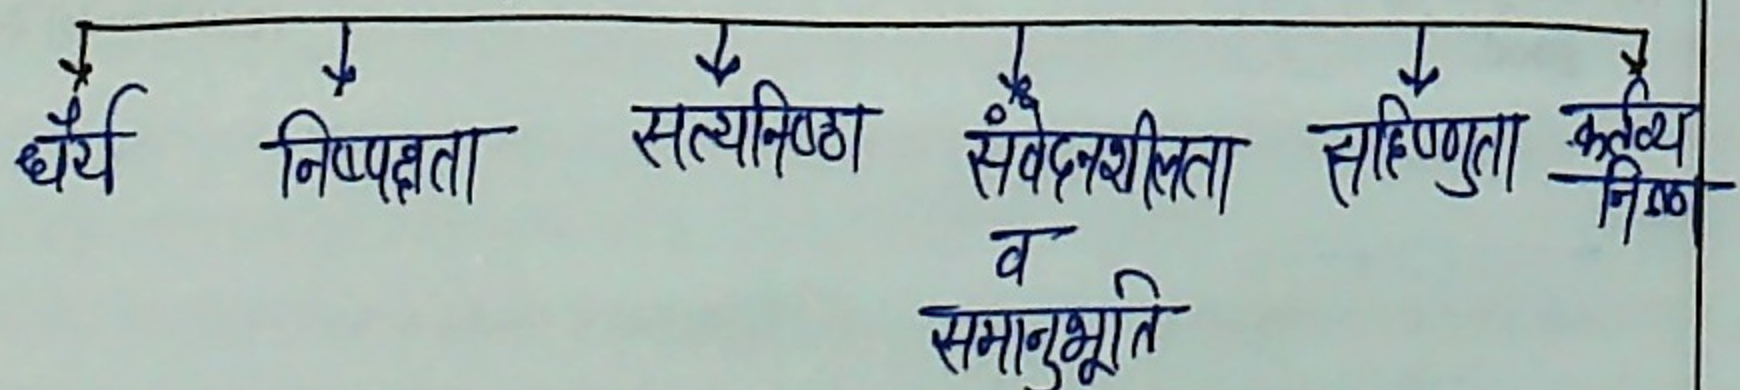 धैर्य निष्पक्षता सत्यनिष्ठा संवेदनशीलता सहिष्णुता कर्तव्य
व निष्ठा
समानुभूति